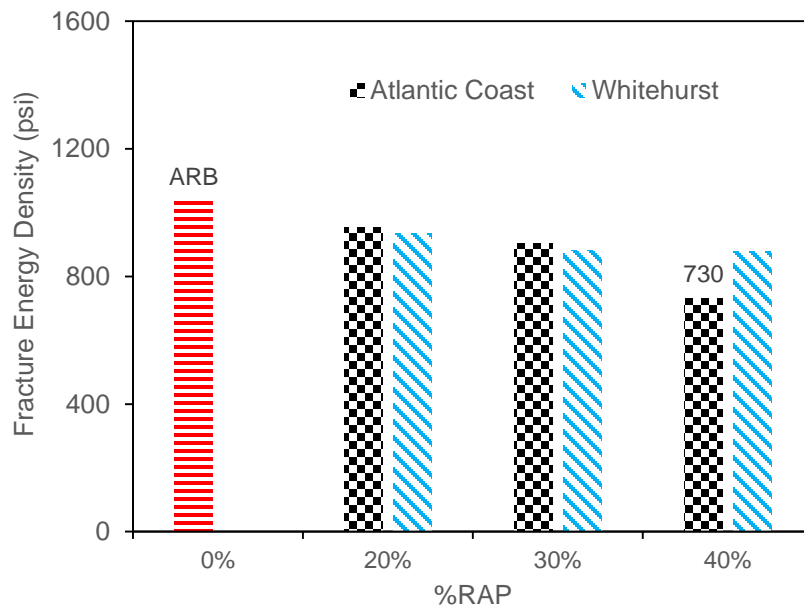 1600
1200
800
400
0
Fracture Energy Density (psi)
Atlantic Coast Whitehurst
ARB
730
0% 20% 30% 40%
%RAP